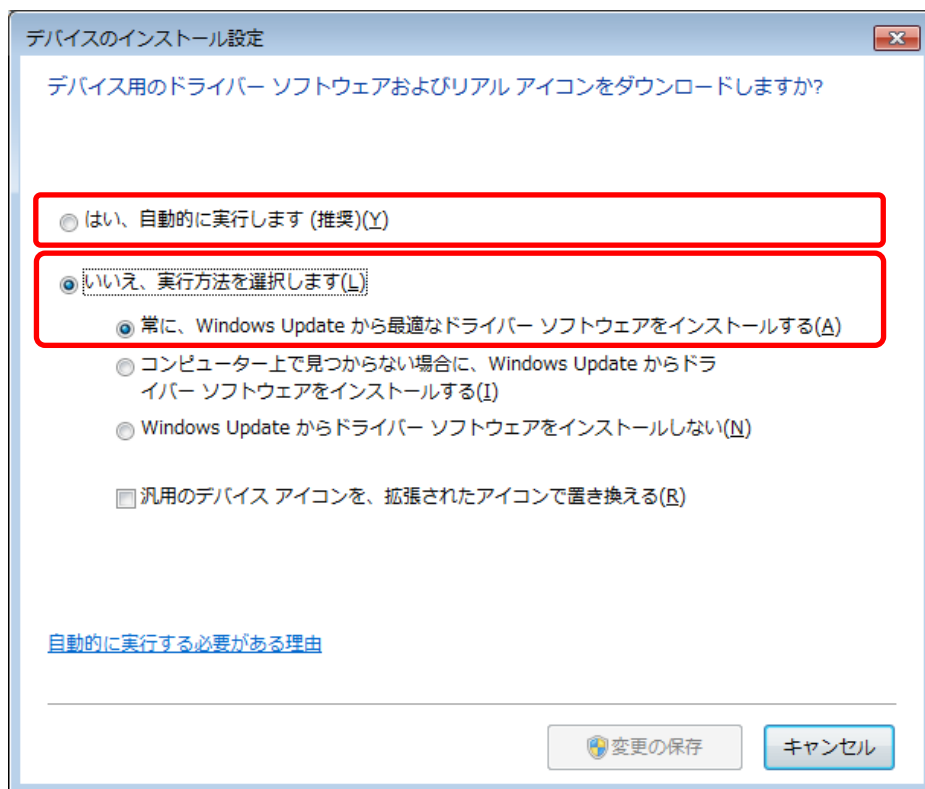 デバイスのインストール設定
デバイス用のドライバー ソフトウェアおよびリアル アイコンをダウンロードしますか?
はい、自動的に実行します (推奨)(Y)
いいえ、実行方法を選択します(L)
常に、Windows Update から最適なドライバー ソフトウェアをインストールする(A)
コンピューター上で見つからない場合に、Windows Update からドラ
イバー ソフトウェアをインストールする(I)
Windows Update からドライバー ソフトウェアをインストールしない(N)
汎用のデバイス アイコンを、拡張されたアイコンで置き換える(R)
自動的に実行する必要がある理由
変更の保存
キャンセル